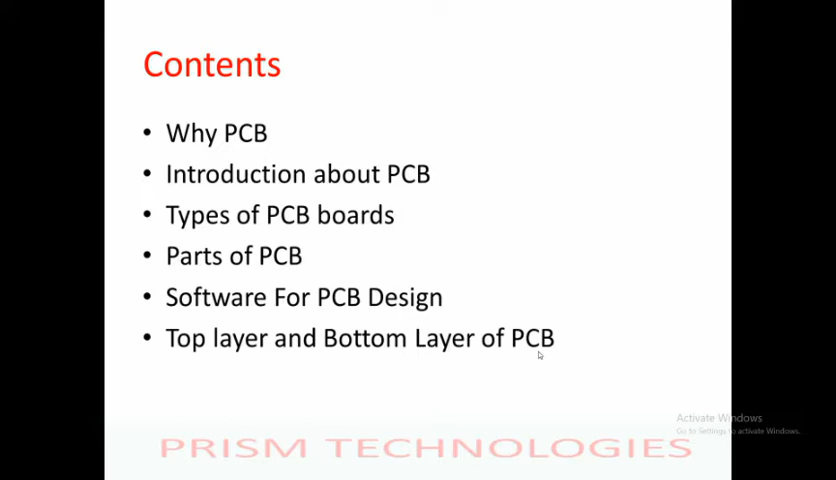 Contents
• Why PCB
• Introduction about PCB
• Types of PCB boards
• Parts of PCB
• Software For PCB Design
• Top layer and Bottom Layer of PCB
Activate Windows
Go to Settings to activate Windows.
PRISM TECHNOLOGIES